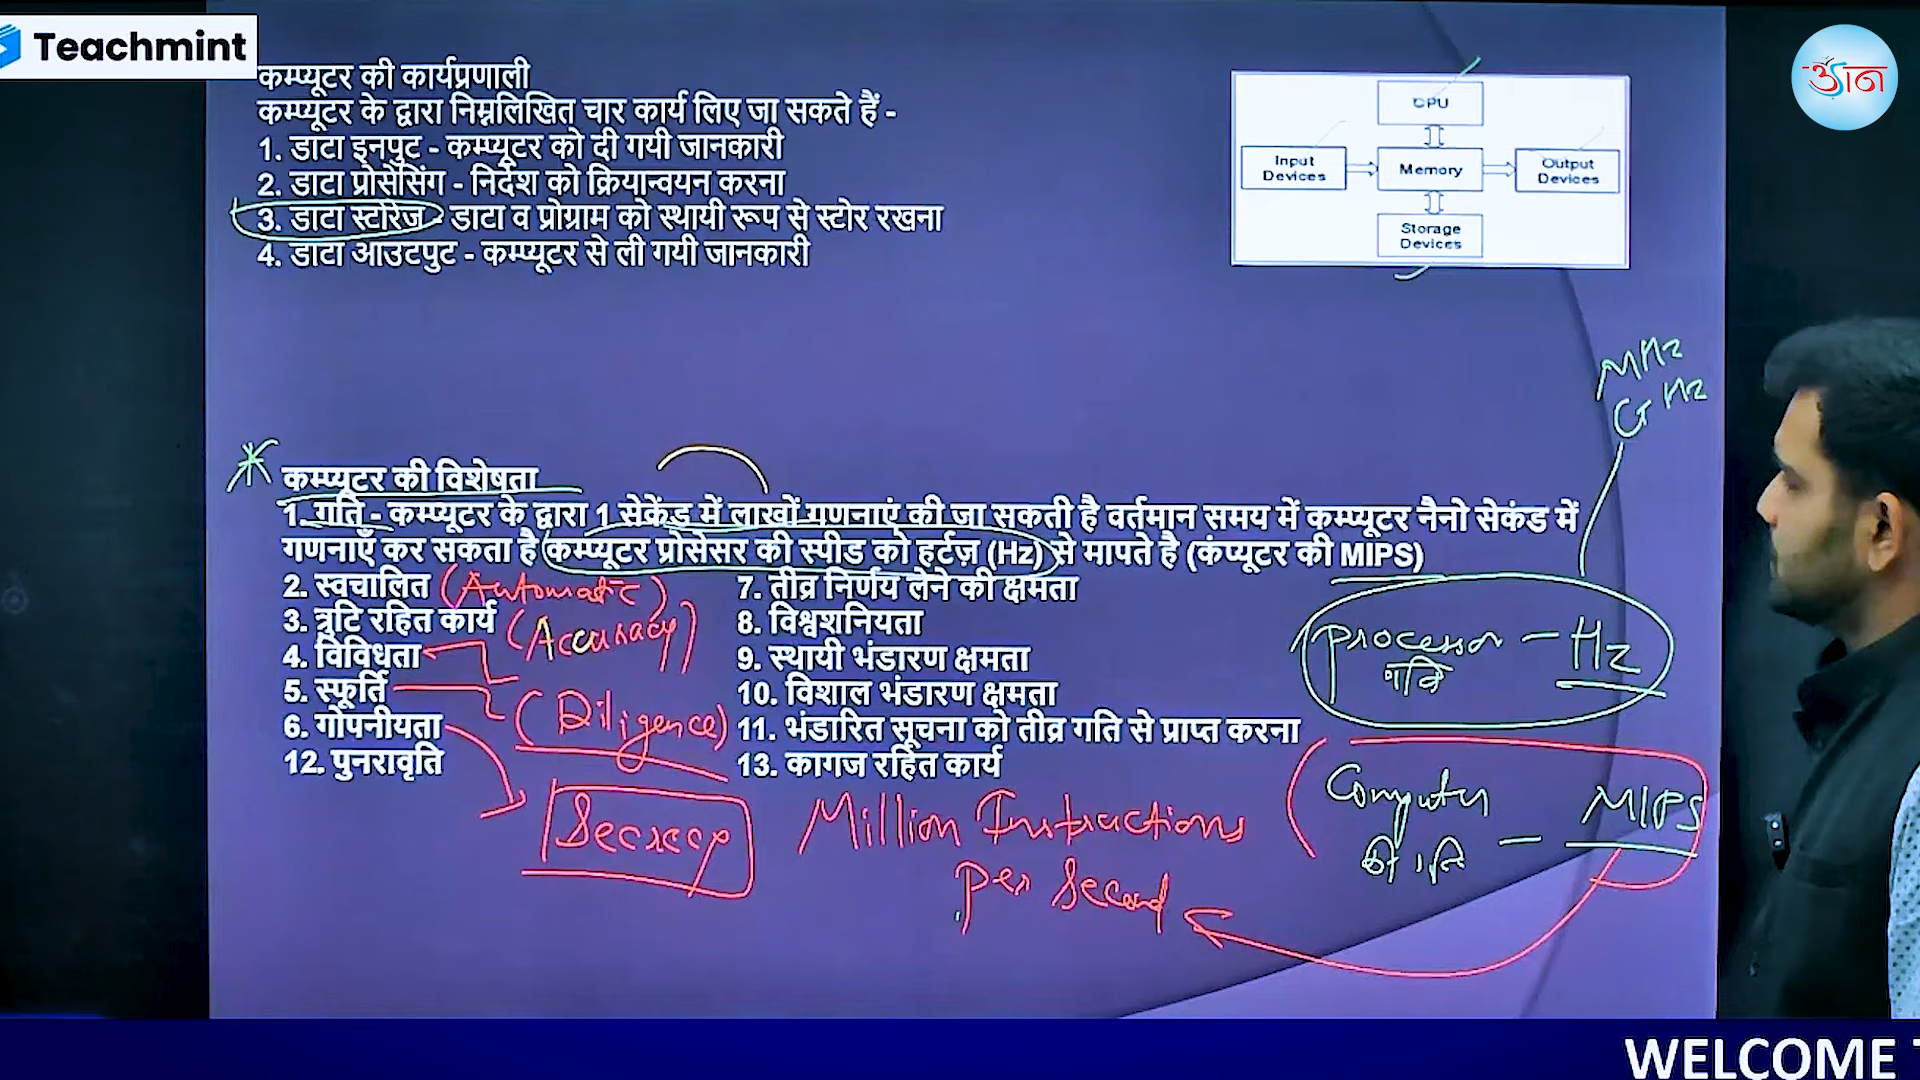 Teachmint
उड़ान
कम्प्यूटर की कार्यप्रणाली
कम्प्यूटर के द्वारा निम्नलिखित चार कार्य लिए जा सकते हैं -
1. डाटा इनपुट - कम्प्यूटर को दी गयी जानकारी
2. डाटा प्रोसेसिंग - निर्देश को क्रियान्वयन करना
3. डाटा स्टोरेज - डाटा व प्रोग्राम को स्थायी रूप से स्टोर रखना
4. डाटा आउटपुट - कम्प्यूटर से ली गयी जानकारी
CPU
Input Devices
Memory
Output Devices
Storage Devices
MHz
GHz
कम्प्यूटर की विशेषता
1. गति - कम्प्यूटर के द्वारा 1 सेकेंड में लाखों गणनाएं की जा सकती है वर्तमान समय में कम्प्यूटर नैनो सेकंड में
गणनाएँ कर सकता है कम्प्यूटर प्रोसेसर की स्पीड को हर्टज़ (Hz) से मापते है (कंप्यूटर की MIPS)
2. स्वचालित (Automatic)
3. त्रुटि रहित कार्य (Accuracy)
4. विविधता
5. स्फूर्ति (Diligence)
6. गोपनीयता
12. पुनरावृति
7. तीव्र निर्णय लेने की क्षमता
8. विश्वशनियता
9. स्थायी भंडारण क्षमता
10. विशाल भंडारण क्षमता
11. भंडारित सूचना को तीव्र गति से प्राप्त करना
13. कागज रहित कार्य
Processor - Hz
गति
Computer - MIPS
की गति
Secrecy
Million Instructions
per Second
WELCOME